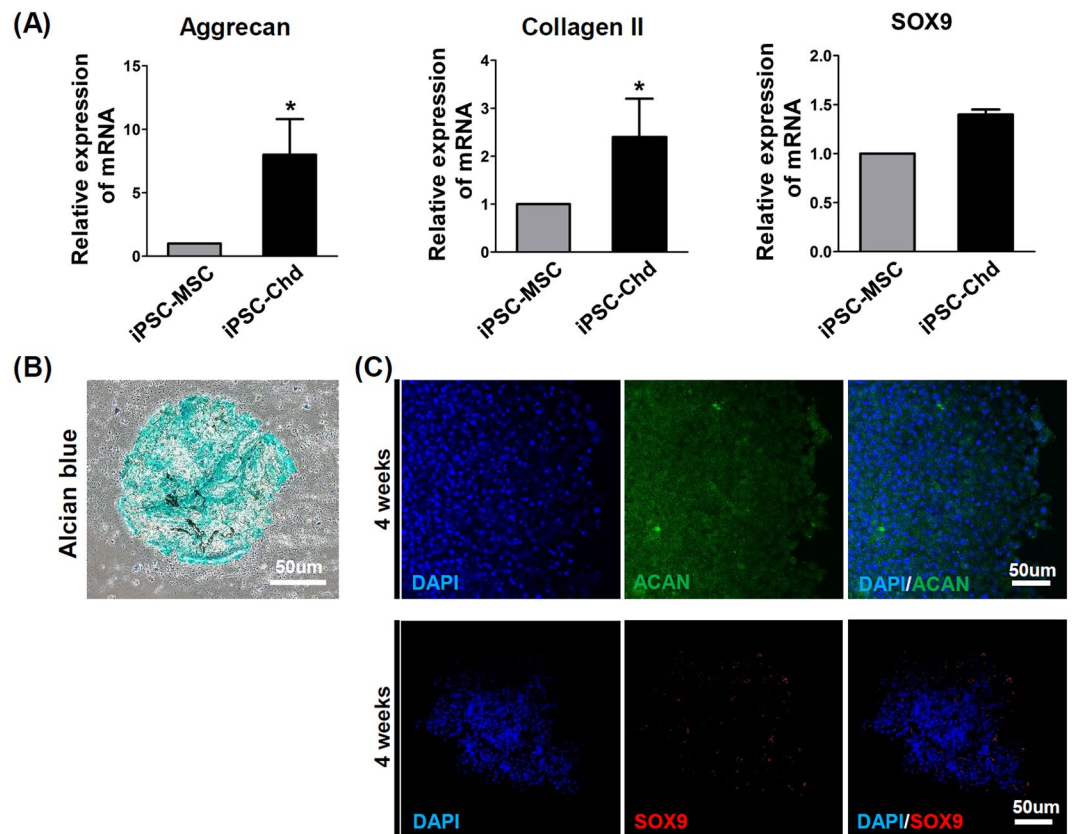 (A)
Aggrecan
Relative expression
of mRNA
15
10
5
0
*
iPSC-MSC
iPSC-Chd
Collagen II
Relative expression
of mRNA
4
3
2
1
0
*
iPSC-MSC
iPSC-Chd
SOX9
Relative expression
of mRNA
2.0
1.5
1.0
0.5
0.0
iPSC-MSC
iPSC-Chd
(B)
Alcian blue
50um
(C)
4 weeks
DAPI
ACAN
DAPI/ACAN
50um
4 weeks
DAPI
SOX9
DAPI/SOX9
50um